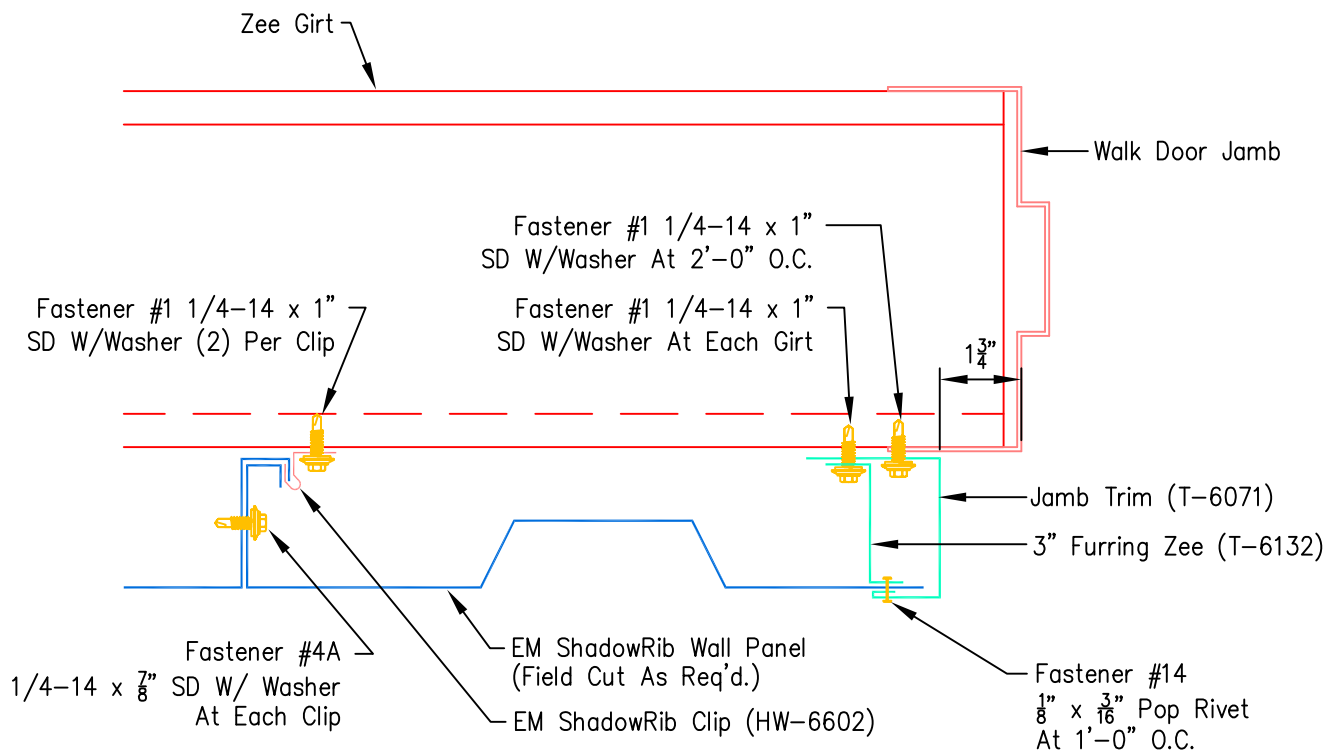 Zee Girt
Walk Door Jamb
Fastener #1 1/4-14 x 1"
SD W/Washer At 2'-0" O.C.
Fastener #1 1/4-14 x 1"
SD W/Washer (2) Per Clip
Fastener #1 1/4-14 x 1"
SD W/Washer At Each Girt
1 3/4"
Jamb Trim (T-6071)
3" Furring Zee (T-6132)
Fastener #4A
1/4-14 x 7/8" SD W/ Washer
At Each Clip
EM ShadowRib Wall Panel
(Field Cut As Req'd.)
EM ShadowRib Clip (HW-6602)
Fastener #14
1/8" x 3/16" Pop Rivet
At 1'-0" O.C.